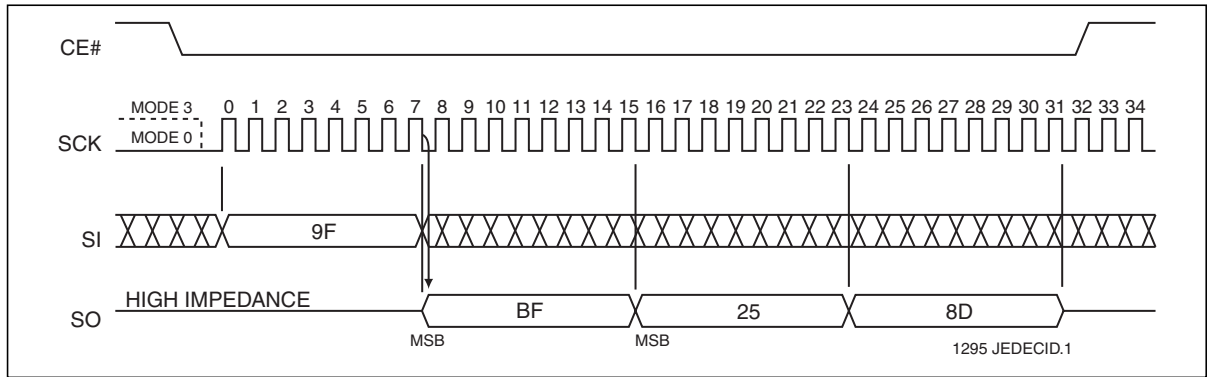 CE#
MODE 3
0 1 2 3 4 5 6 7 8 9 10 11 12 13 14 15 16 17 18 19 20 21 22 23 24 25 26 27 28 29 30 31 32 33 34
SCK
MODE 0
SI
9F
HIGH IMPEDANCE
SO
BF
25
8D
MSB
MSB
1295 JEDECID.1